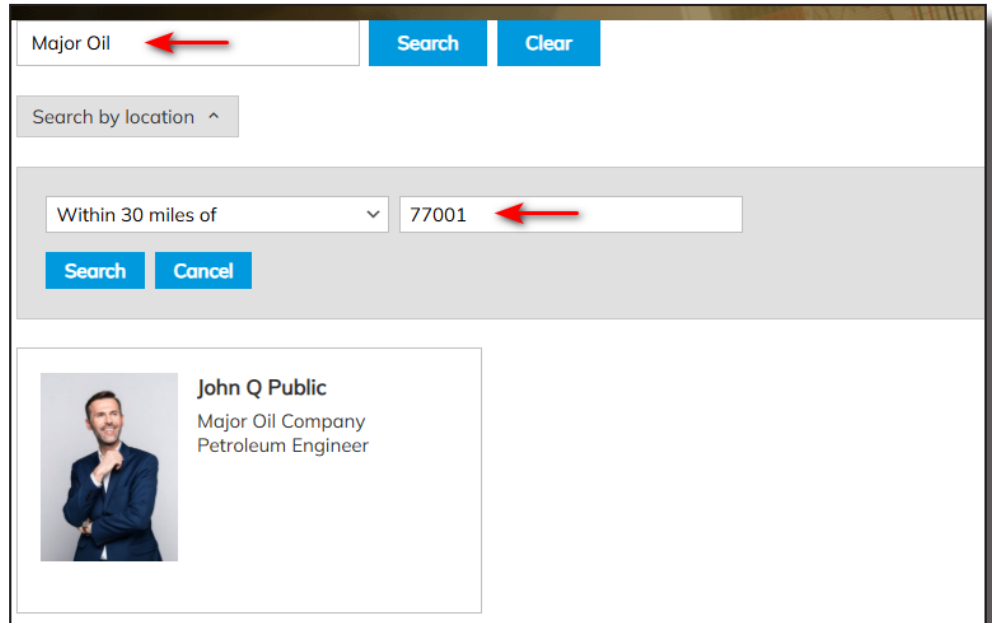 Major Oil
Search
Clear
Search by location
Within 30 miles of
77001
Search
Cancel
John Q Public
Major Oil Company
Petroleum Engineer